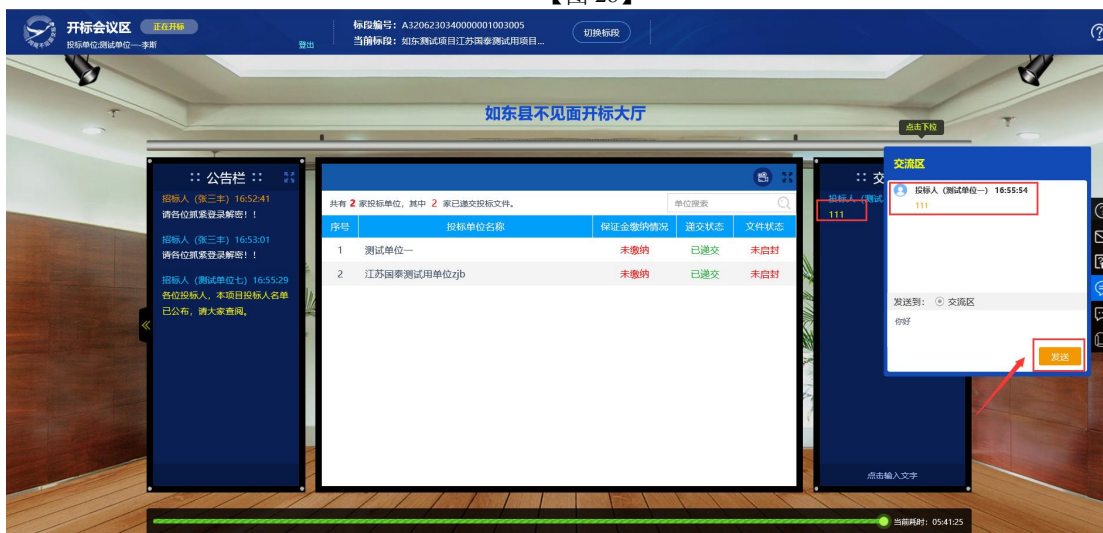 开标会议区 正在开标
投标单位:测试单位一--李斯
登出
标段编号：A3206230340000001003005
当前标段：如东测试项目江苏国泰测试用项目...
切换标段
如东县不见面开标大厅
点击下拉
:: 公告栏 ::
招标人（张三丰）16:52:41
请各位抓紧登录解密！！
招标人（张三丰）16:53:01
请各位抓紧登录解密！！
招标人（测试单位七）16:55:29
各位投标人，本项目投标人名单
已公布，请大家查阅。
共有 2 家投标单位，其中 2 家已递交投标文件。
单位搜索
序号 投标单位名称 保证金缴纳情况 递交状态 文件状态
1 测试单位一 未缴纳 已递交 未启封
2 江苏国泰测试用单位zjb 未缴纳 已递交 未启封
:: 交
投标人（测试
111
点击输入文字
交流区
投标人（测试单位一）16:55:54
111
发送到： 交流区
你好
发送
当前耗时：05:41:25